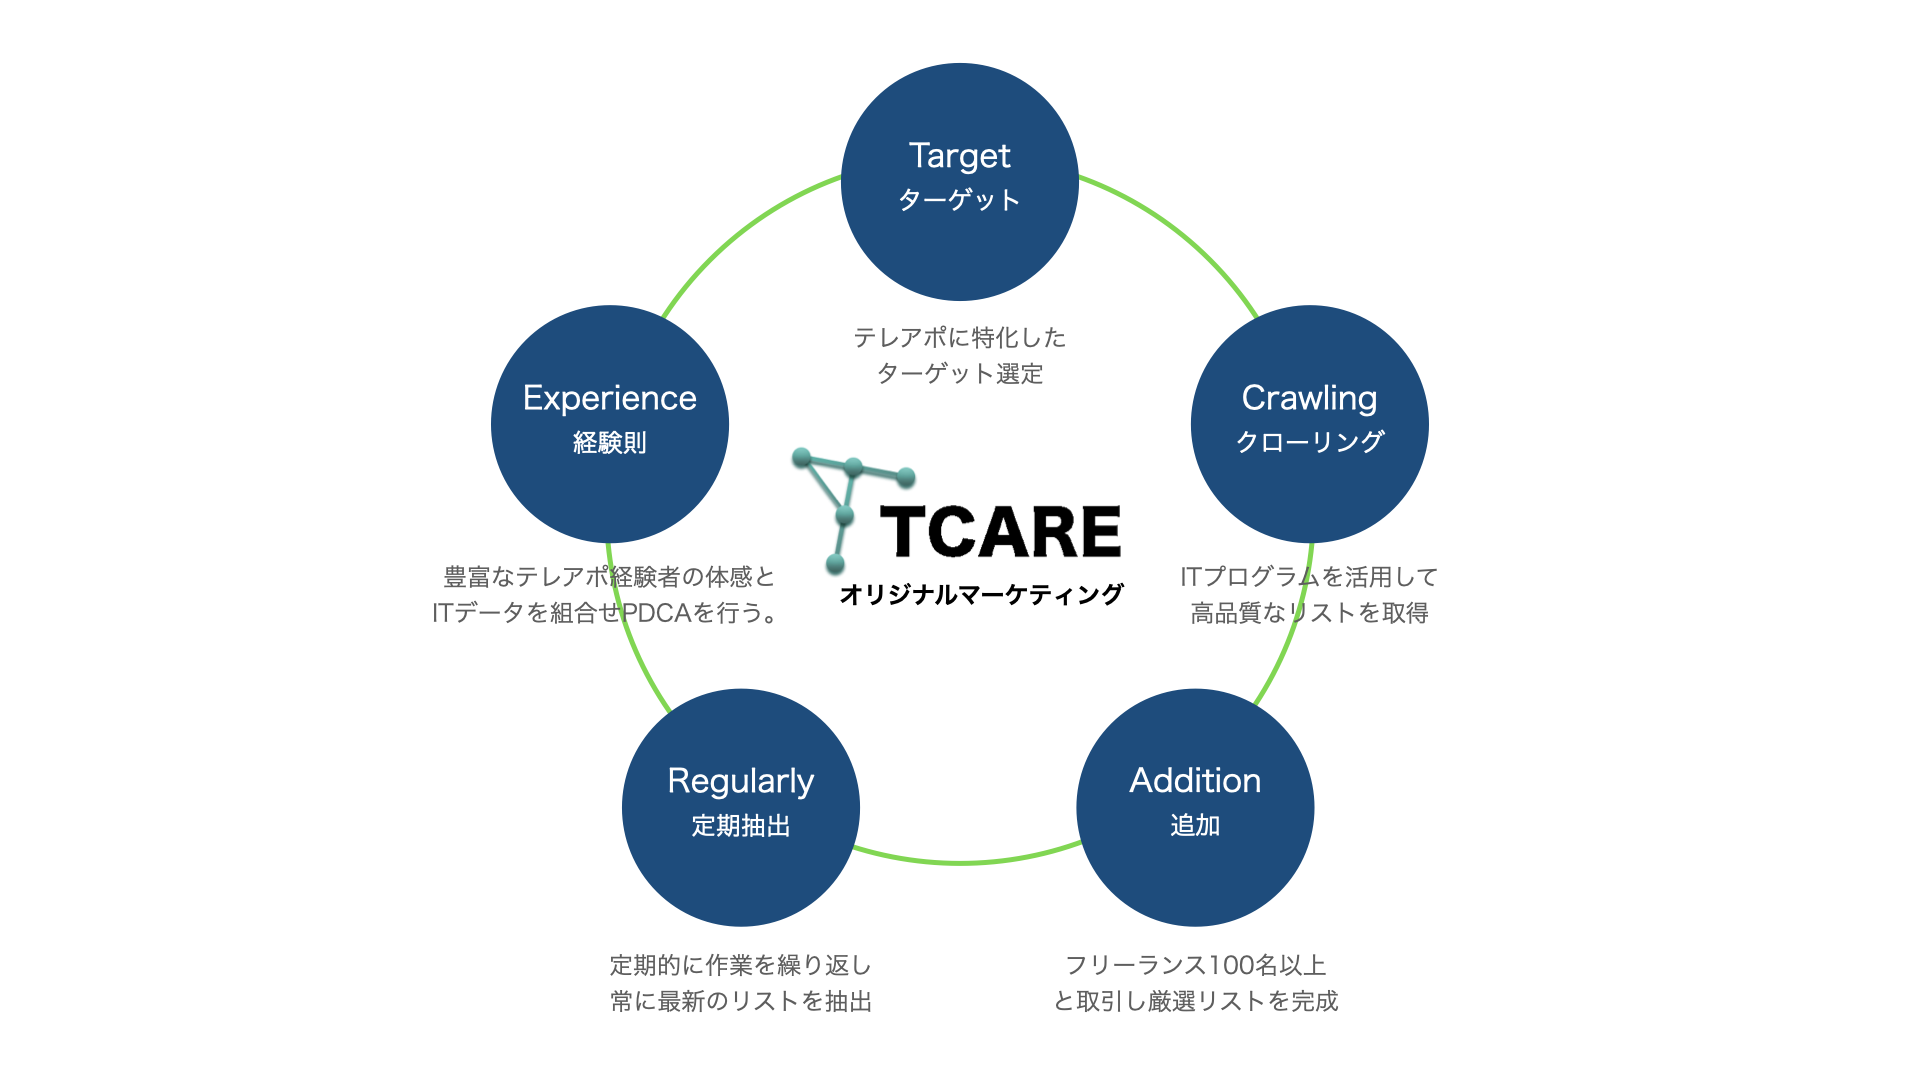 Target
ターゲット
テレアポに特化した
ターゲット選定
Experience
経験則
豊富なテレアポ経験者の体感と
ITデータを組合せPDCAを行う。
TCARE
オリジナルマーケティング
Crawling
クローリング
ITプログラムを活用して
高品質なリストを取得
Regularly
定期抽出
定期的に作業を繰り返し
常に最新のリストを抽出
Addition
追加
フリーランス100名以上
と取引し厳選リストを完成